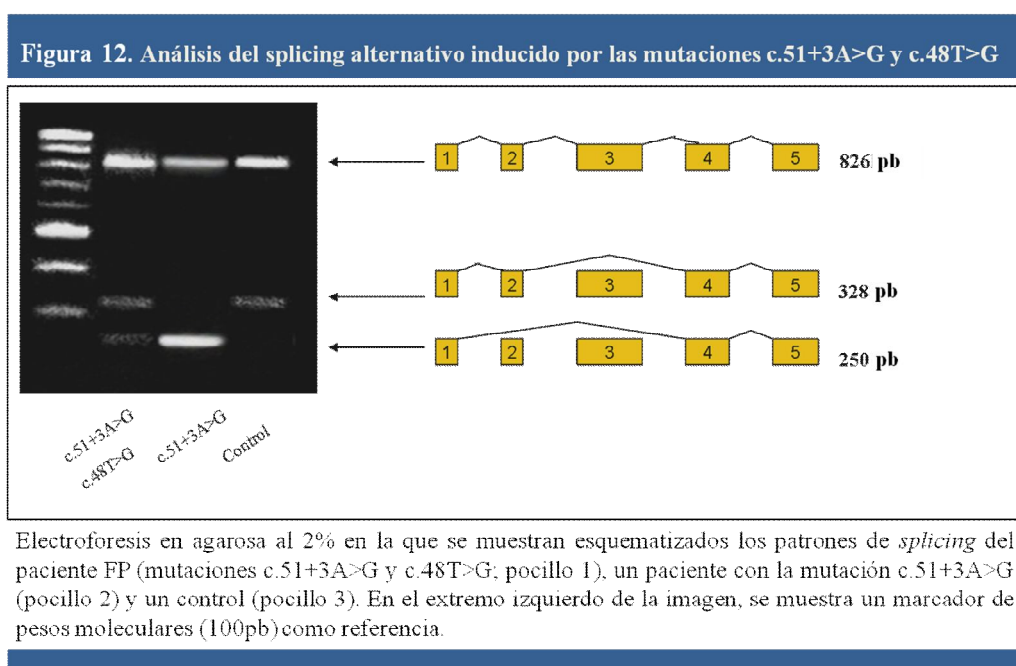 Figura 12. Análisis del splicing alternativo inducido por las mutaciones c.51+3A>G y c.48T>G
1 2 3 4 5 826 pb
1 2 3 4 5 328 pb
1 2 3 4 5 250 pb
c.51+3A>G
c.48T>G
c.51+3A>G
Control
Electroforesis en agarosa al 2% en la que se muestran esquematizados los patrones de splicing del
paciente FP (mutaciones c.51+3A>G y c.48T>G; pocillo 1), un paciente con la mutación c.51+3A>G
(pocillo 2) y un control (pocillo 3). En el extremo izquierdo de la imagen, se muestra un marcador de
pesos moleculares (100pb) como referencia.